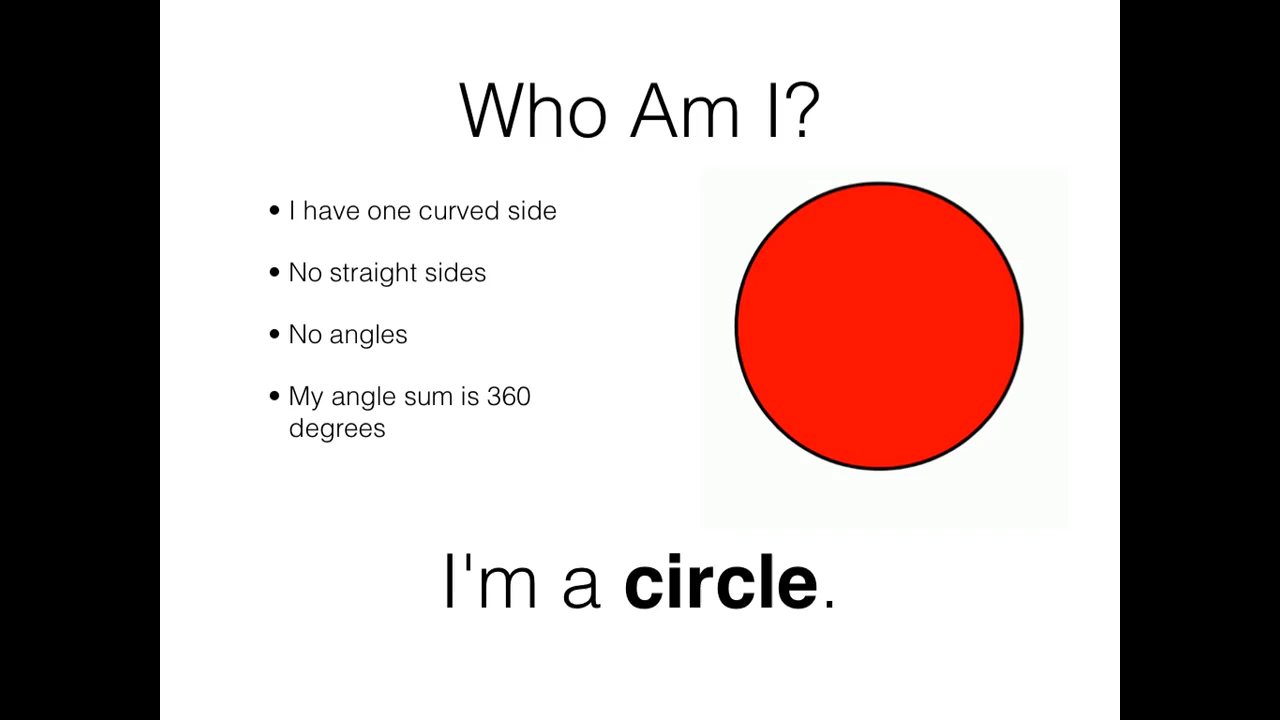 Who Am I?
• I have one curved side
• No straight sides
• No angles
• My angle sum is 360
degrees
I'm a circle.